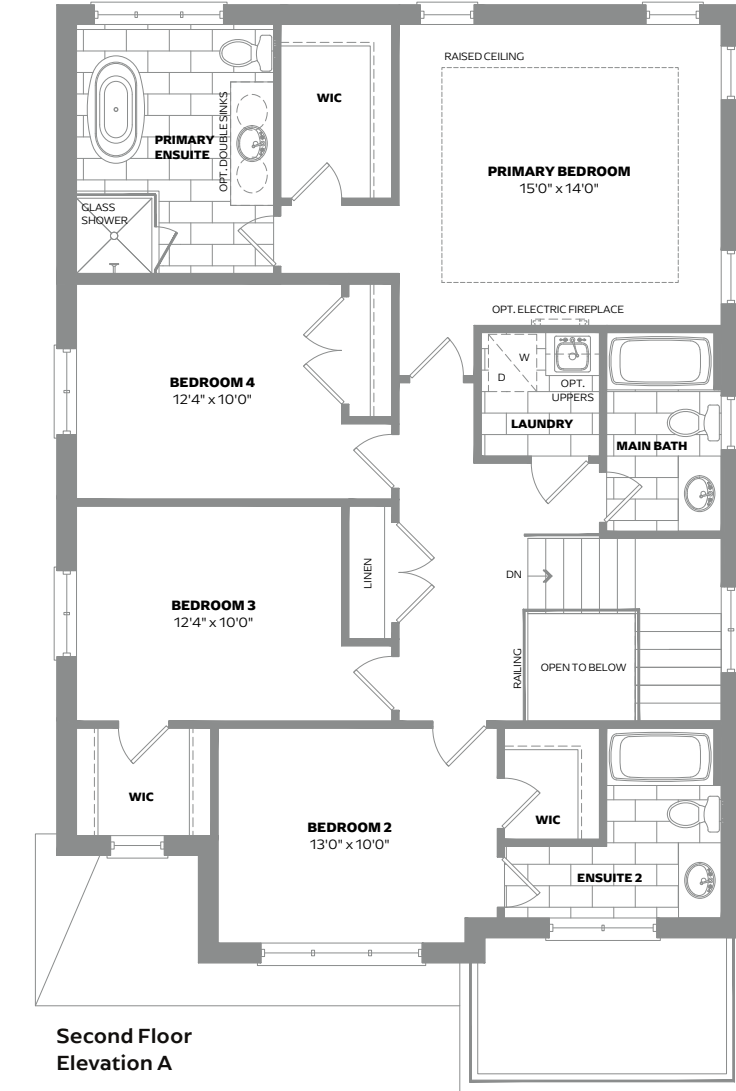 RAISED CEILING
WIC
OPT. DOUBLE SINKS
PRIMARY
ENSUITE
PRIMARY BEDROOM
15'0" x 14'0"
GLASS
SHOWER
OPT. ELECTRIC FIREPLACE
W
D
OPT.
UPPERS
BEDROOM 4
12'4" x 10'0"
LAUNDRY
MAIN BATH
LINEN
DN
BEDROOM 3
12'4" x 10'0"
RAILING
OPEN TO BELOW
WIC
WIC
BEDROOM 2
13'0" x 10'0"
ENSUITE 2
Second Floor
Elevation A